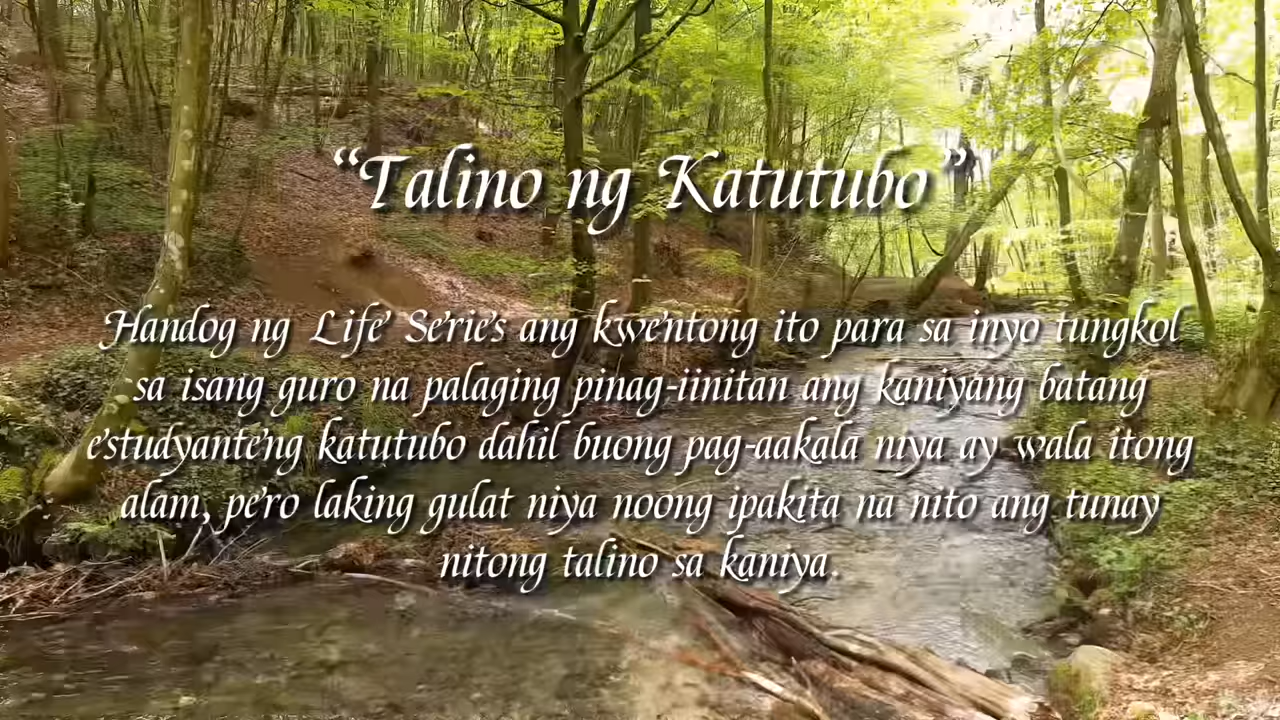 “Talino ng Katutubo”
Handog ng Life Series ang kwentong ito para sa inyo tungkol
sa isang guro na palaging pinag-iinitan ang kaniyang batang
estudyanteng katutubo dahil buong pag-aakala niya ay wala itong
alam, pero laking gulat niya noong ipakita na nito ang tunay
nitong talino sa kaniya.